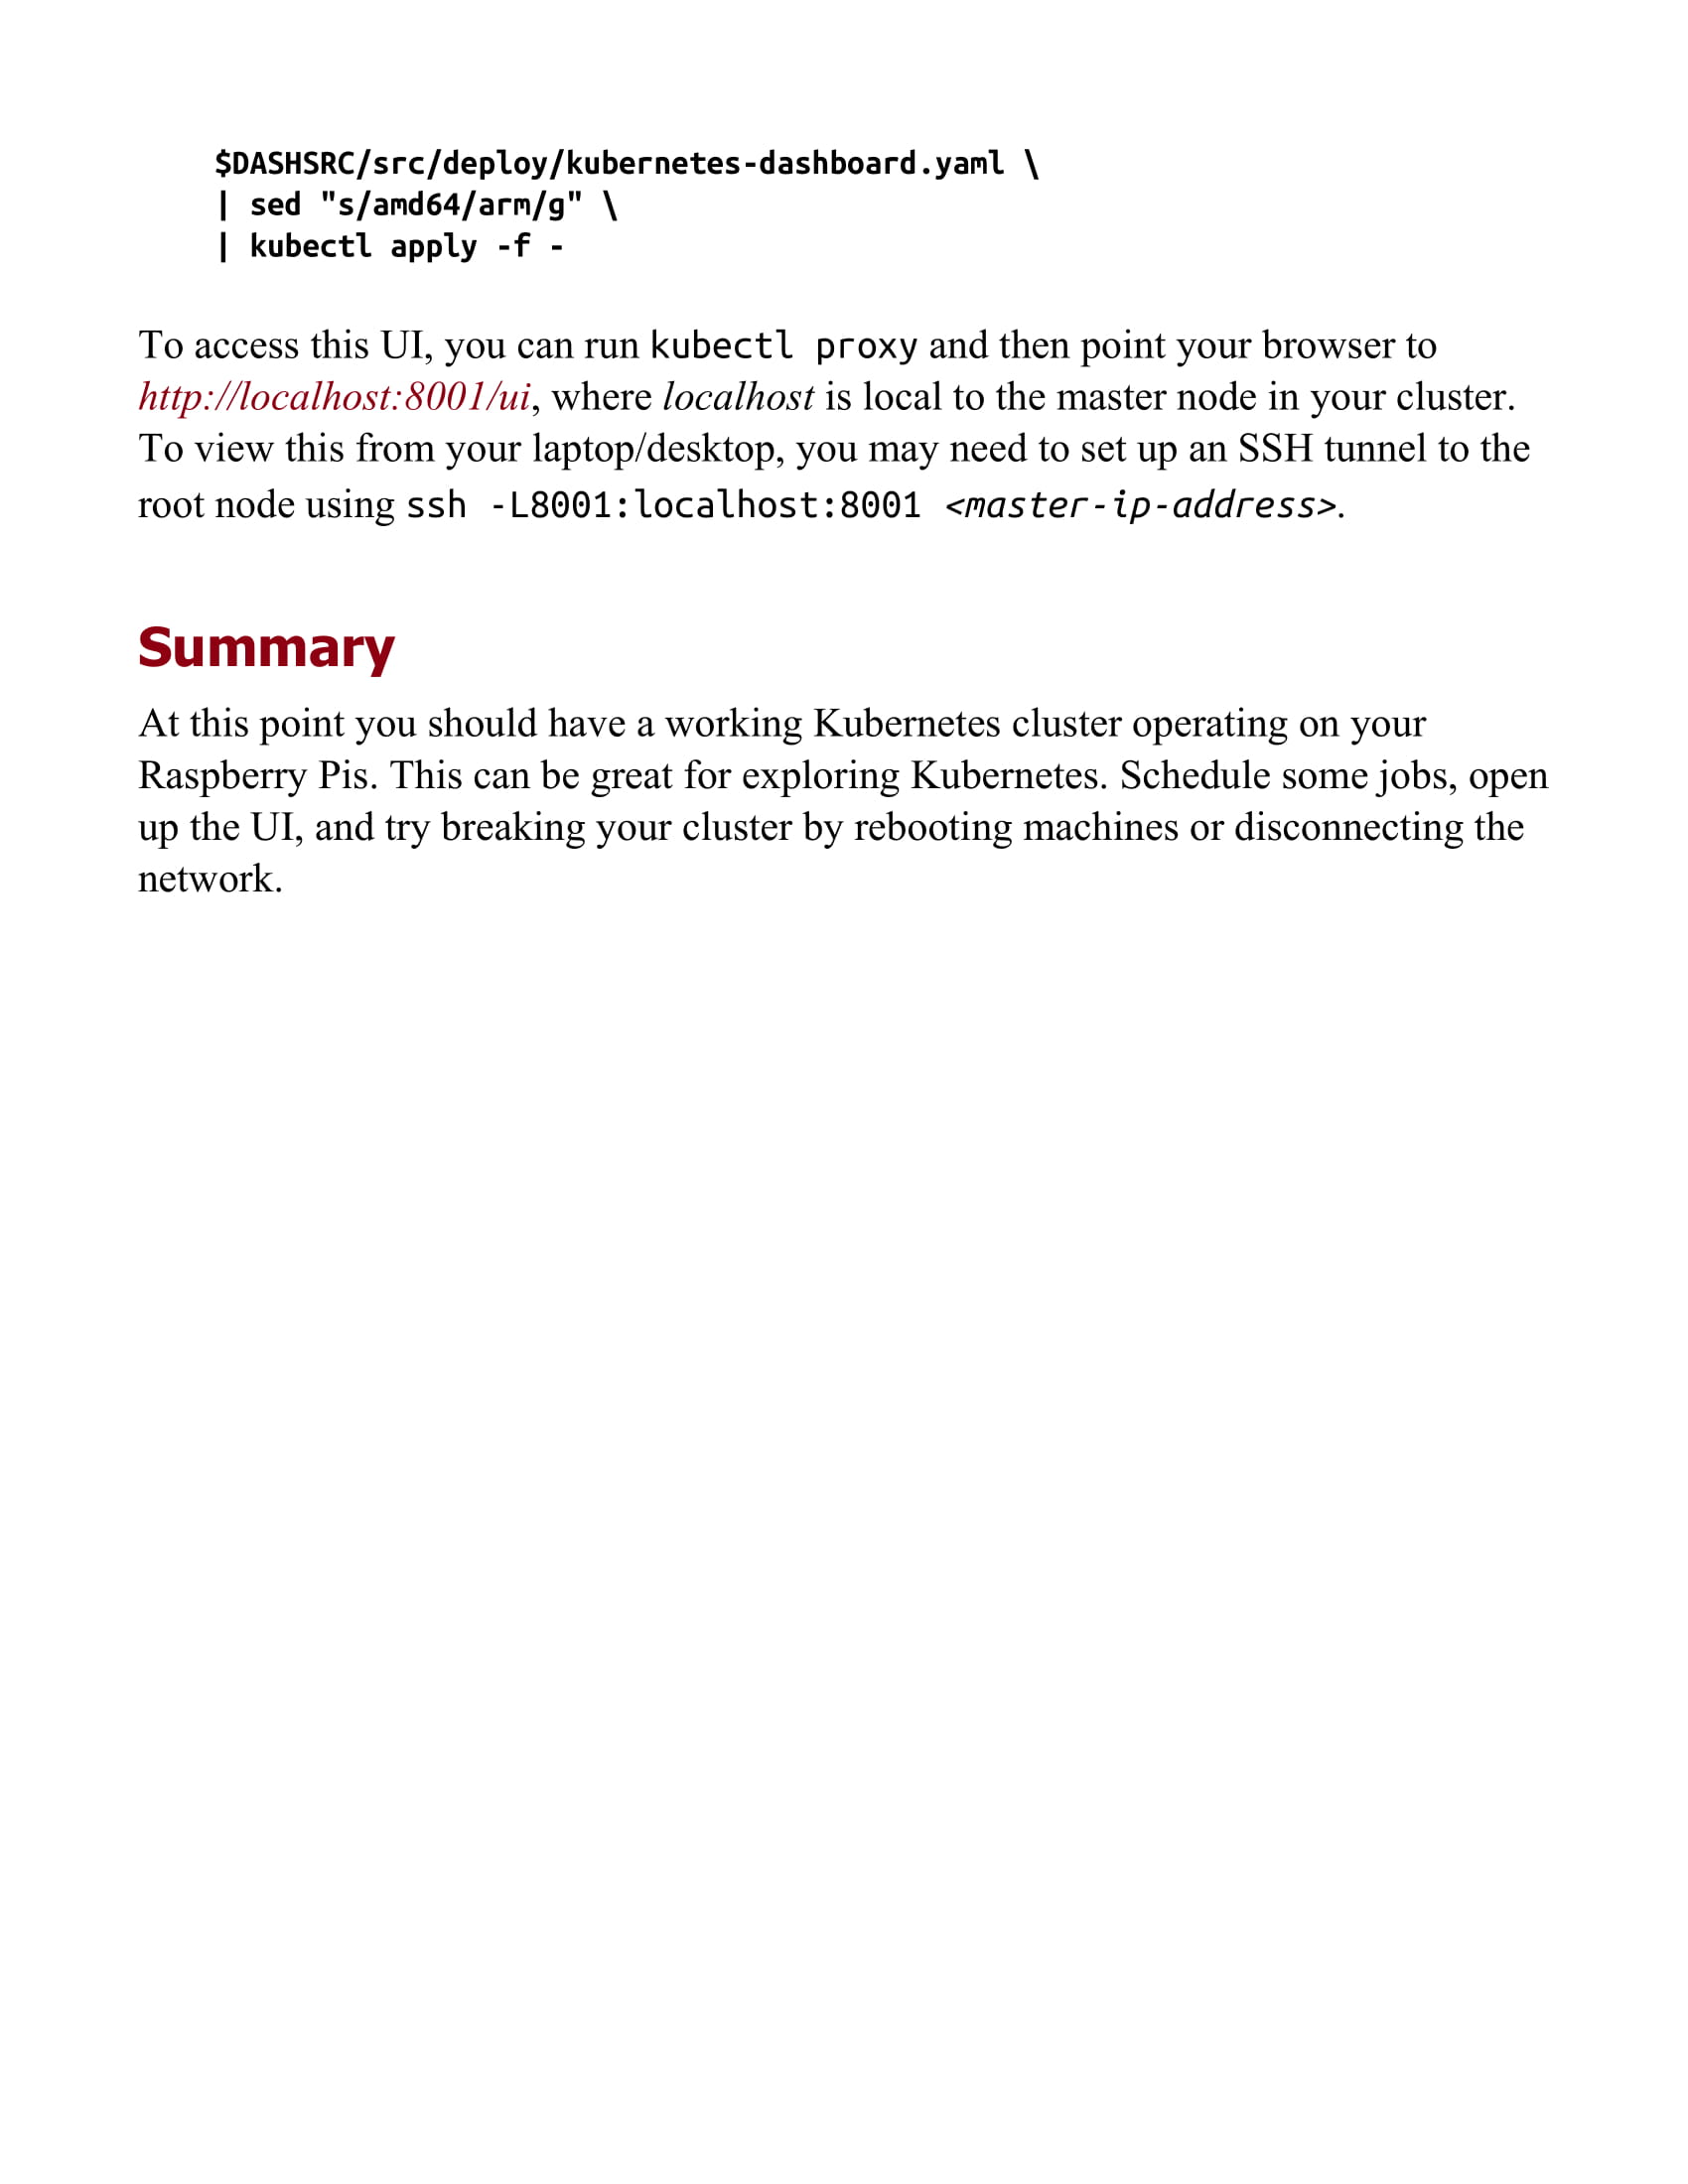 $DASHSRC/src/deploy/kubernetes-dashboard.yaml \
| sed "s/amd64/arm/g" \
| kubectl apply -f -
To access this UI, you can run kubectl proxy and then point your browser to
http://localhost:8001/ui, where localhost is local to the master node in your cluster.
To view this from your laptop/desktop, you may need to set up an SSH tunnel to the
root node using ssh -L8001:localhost:8001 <master-ip-address>.
Summary
At this point you should have a working Kubernetes cluster operating on your
Raspberry Pis. This can be great for exploring Kubernetes. Schedule some jobs, open
up the UI, and try breaking your cluster by rebooting machines or disconnecting the
network.